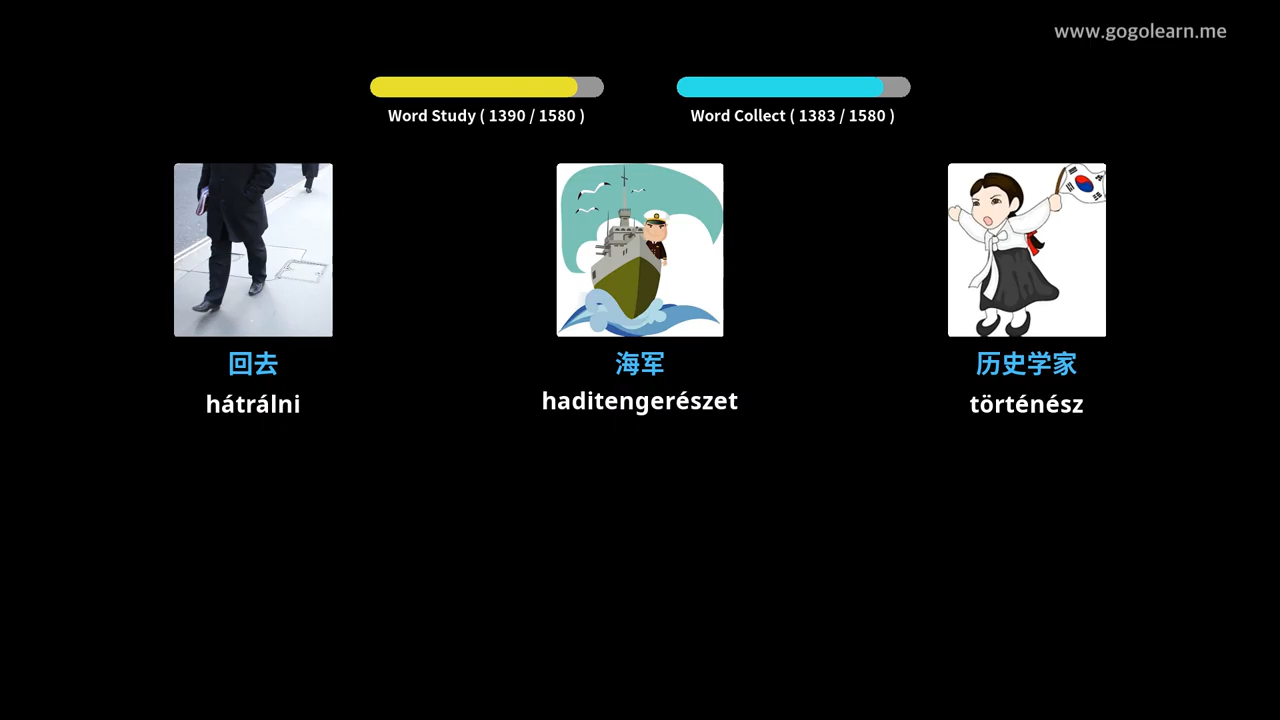 www.gogolearn.me
Word Study ( 1390 / 1580 )
Word Collect ( 1383 / 1580 )
回去
海军
历史学家
hátrálni
haditengerészet
történész